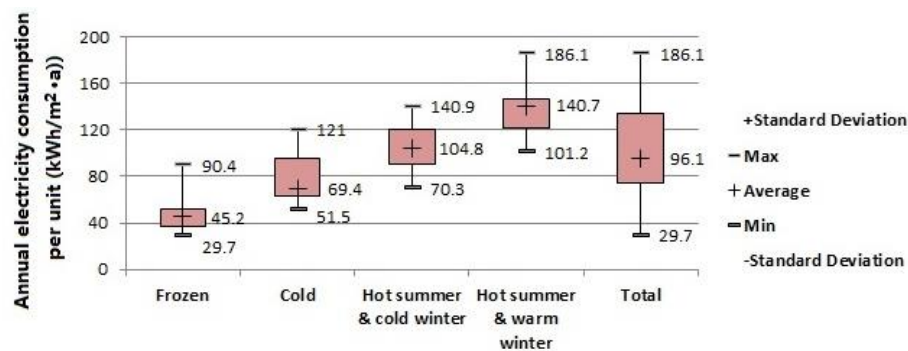 Annual electricity consumption
per unit (kWh/m² •a))
200
160
120
80
40
0
90.4
45.2
29.7
121
69.4
51.5
140.9
104.8
70.3
186.1
140.7
101.2
186.1
96.1
29.7
Frozen
Cold
Hot summer
& cold winter
Hot summer
& warm
winter
Total
+Standard Deviation
Max
Average
Min
-Standard Deviation